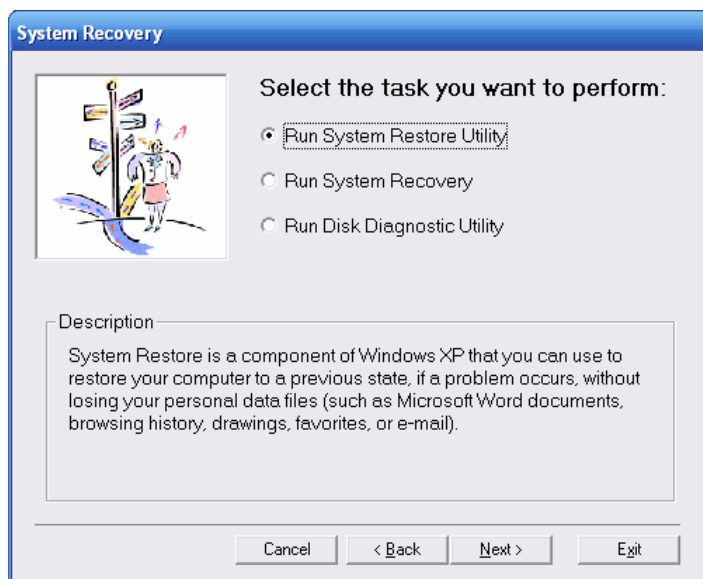 System Recovery
Select the task you want to perform:
Run System Restore Utility
Run System Recovery
Run Disk Diagnostic Utility
Description
System Restore is a component of Windows XP that you can use to
restore your computer to a previous state, if a problem occurs, without
losing your personal data files (such as Microsoft Word documents,
browsing history, drawings, favorites, or e-mail).
Cancel
< Back
Next >
Exit